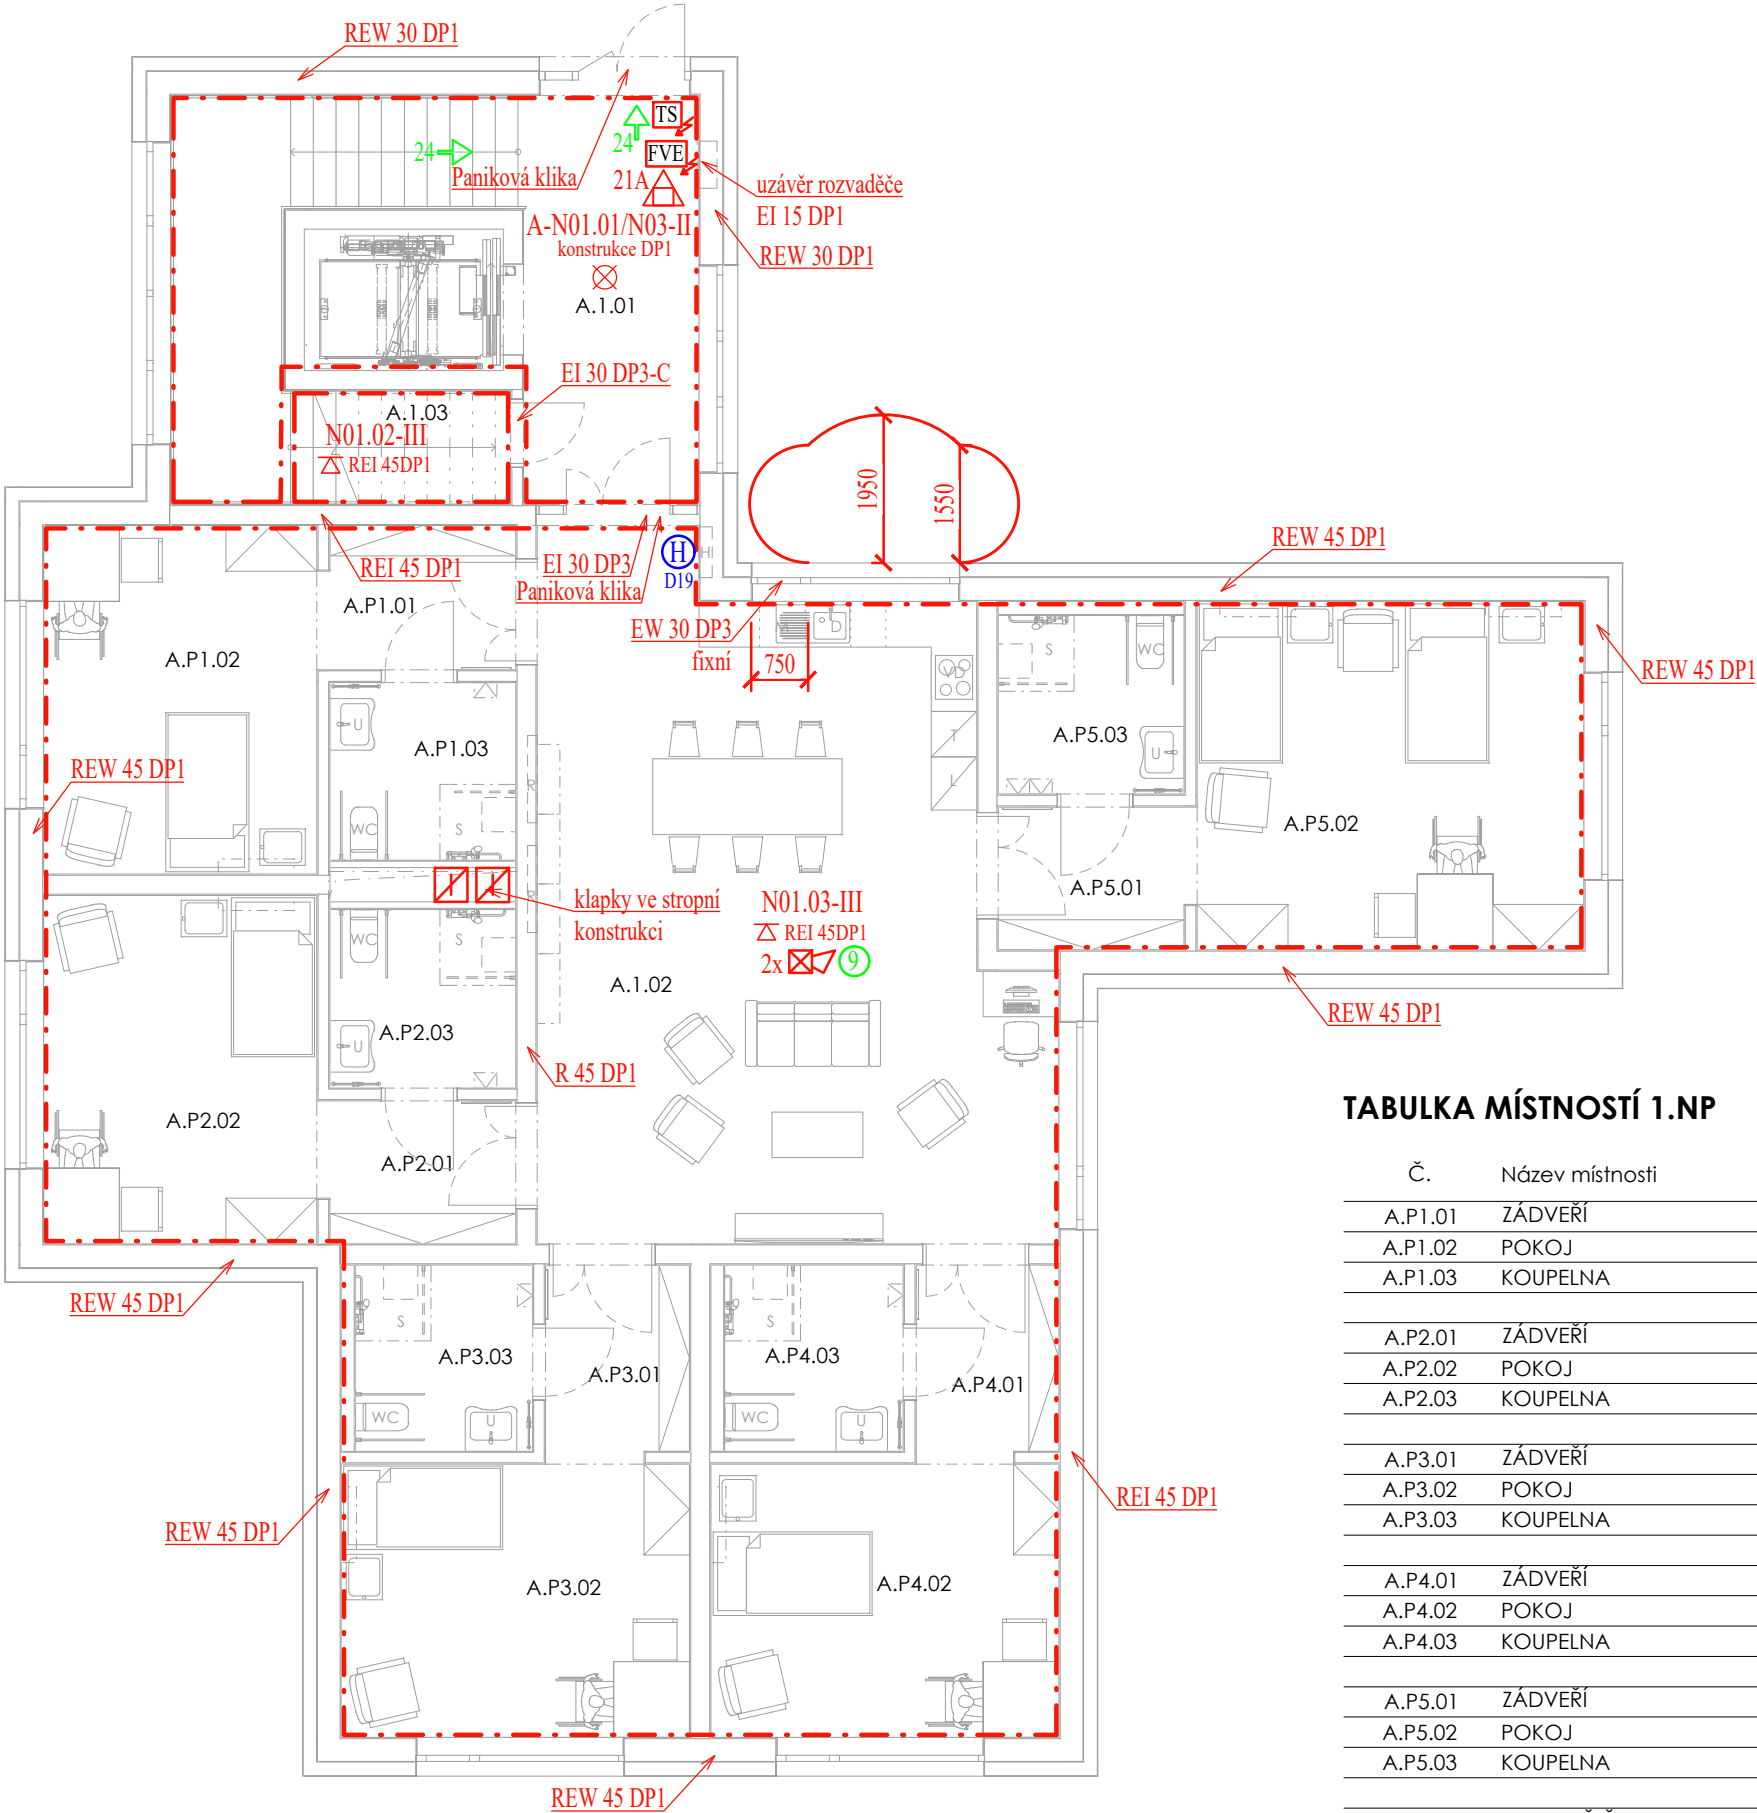 REW 30 DP1
TS
24
24
FVE
Paniková klika
21A
uzávěr rozvaděče
EI 15 DP1
A-N01.01/N03-II
konstrukce DP1
REW 30 DP1
A.1.01
EI 30 DP3-C
A.1.03
N01.02-III
REI 45DP1
1950
1550
REW 45 DP1
REI 45 DP1
EI 30 DP3
Paniková klika
H
H
D19
A.P1.01
EW 30 DP3
fixní
750
D
A.P1.02
S
WC
REW 45 DP1
VD
U
A.P1.03
A.P5.03
U
T
REW 45 DP1
L
R
WC
S
A.P5.02
A.P5.01
klapky ve stropní
konstrukci
R
N01.03-III
REI 45DP1
2x
9
WC
S
A.1.02
REW 45 DP1
U
A.P2.03
R 45 DP1
A.P2.02
A.P2.01
TABULKA MÍSTNOSTÍ 1.NP
Č. Název místnosti
A.P1.01 ZÁDVEŘÍ
A.P1.02 POKOJ
A.P1.03 KOUPELNA
A.P2.01 ZÁDVEŘÍ
A.P2.02 POKOJ
A.P2.03 KOUPELNA
A.P3.01 ZÁDVEŘÍ
A.P3.02 POKOJ
A.P3.03 KOUPELNA
A.P4.01 ZÁDVEŘÍ
A.P4.02 POKOJ
A.P4.03 KOUPELNA
A.P5.01 ZÁDVEŘÍ
A.P5.02 POKOJ
A.P5.03 KOUPELNA
REW 45 DP1
S
S
A.P3.03
A.P3.01
A.P4.03
A.P4.01
WC
U
WC
U
REI 45 DP1
REW 45 DP1
A.P3.02
A.P4.02
REW 45 DP1